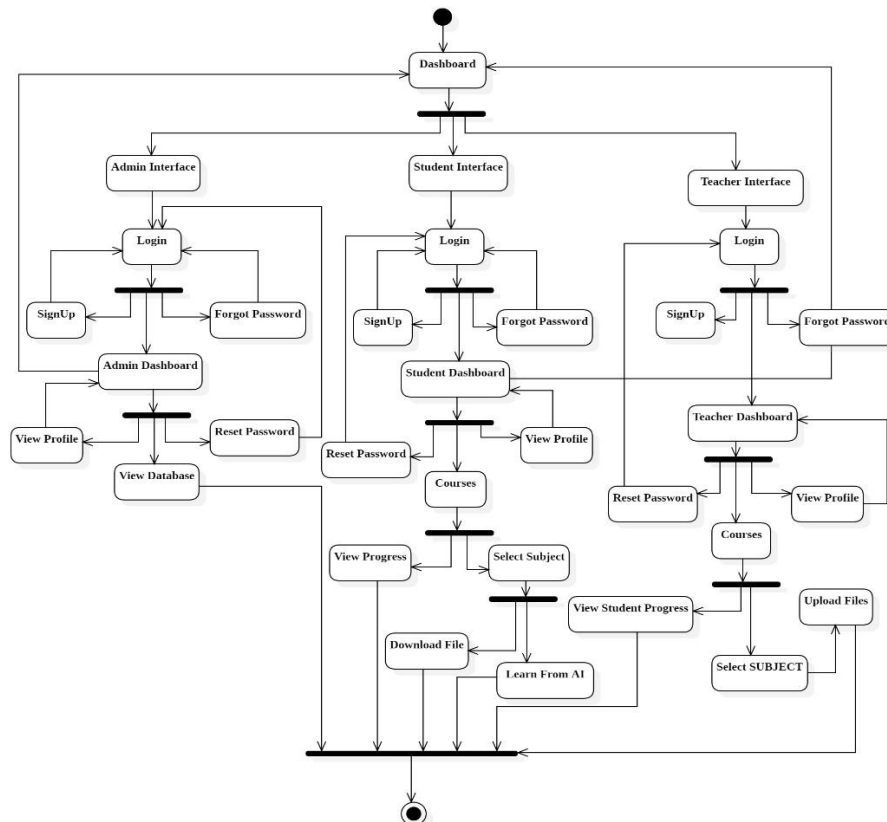 Dashboard
Admin Interface
Student Interface
Teacher Interface
Login
Login
Login
SignUp
Forgot Password
SignUp
Forgot Password
SignUp
Forgot Password
Admin Dashboard
Student Dashboard
Teacher Dashboard
View Profile
Reset Password
Reset Password
View Profile
View Database
Courses
Reset Password
View Profile
Courses
View Progress
Select Subject
View Student Progress
Upload Files
Download File
Learn From AI
Select SUBJECT